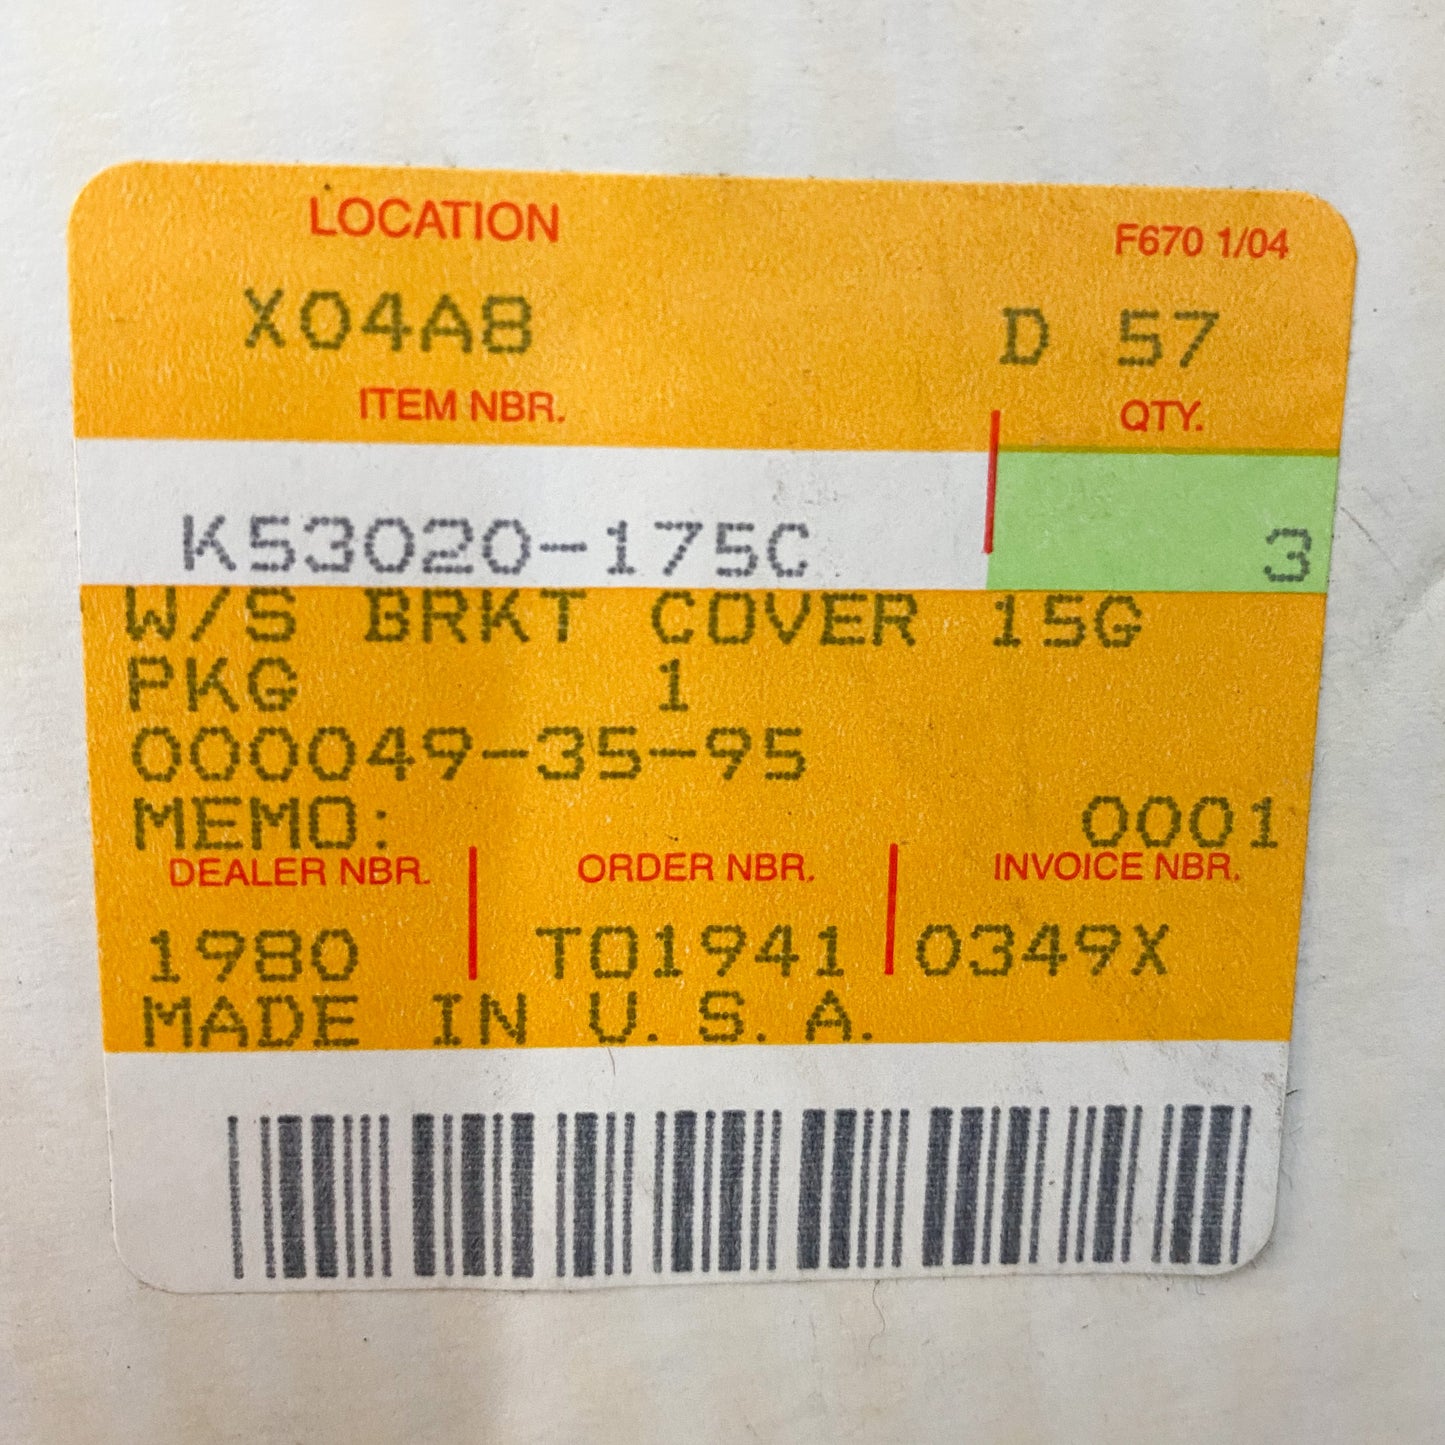 LOCATION F670 1/04
X04A8 D 57
ITEM NBR. QTY.
K53020-175C 3
W/S BRKT COVER 15G
PKG 1
000049-35-95
MEMO: 0001
DEALER NBR. ORDER NBR. INVOICE NBR.
1980 T01941 0349X
MADE IN U.S.A.